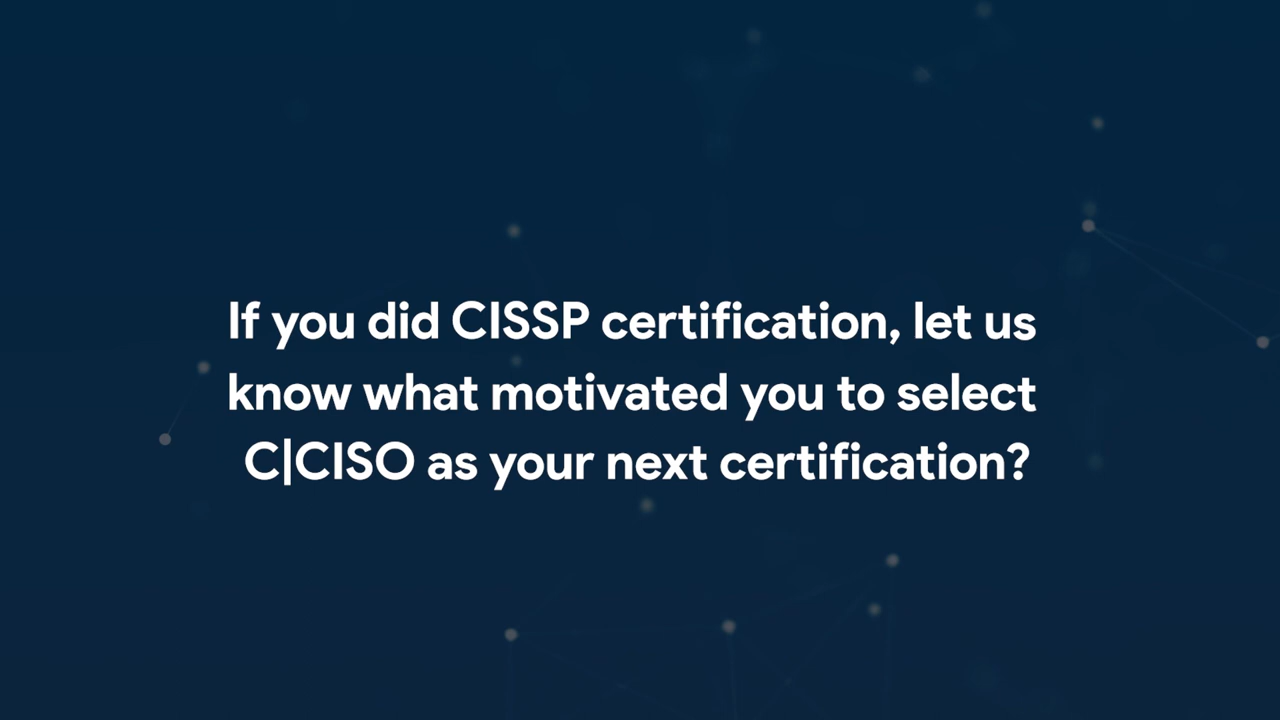 If you did CISSP certification, let us
know what motivated you to select
C|CISO as your next certification?